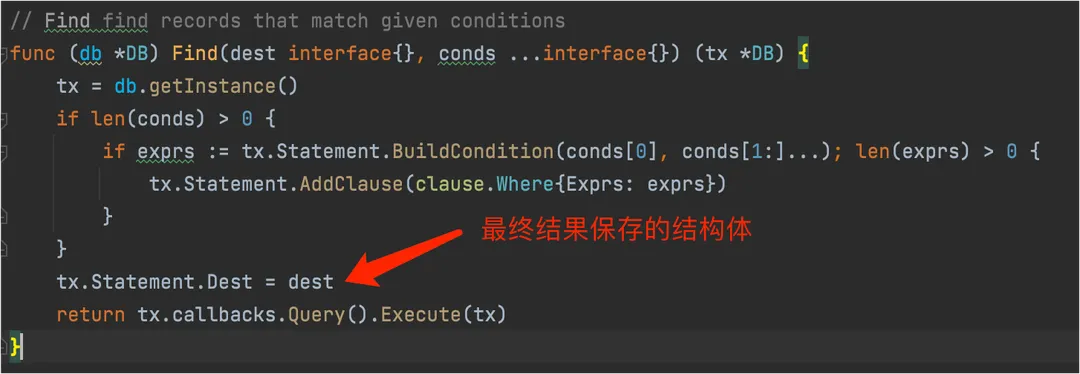 // Find find records that match given conditions
func (db *DB) Find(dest interface{}, conds ...interface{}) (tx *DB) {
    tx = db.getInstance()
    if len(conds) > 0 {
        if exprs := tx.Statement.BuildCondition(conds[0], conds[1:]...); len(exprs) > 0 {
            tx.Statement.AddClause(clause.Where{Exprs: exprs})
        }
最终结果保存的结构体
    }
    tx.Statement.Dest = dest
    return tx.callbacks.Query().Execute(tx)
}